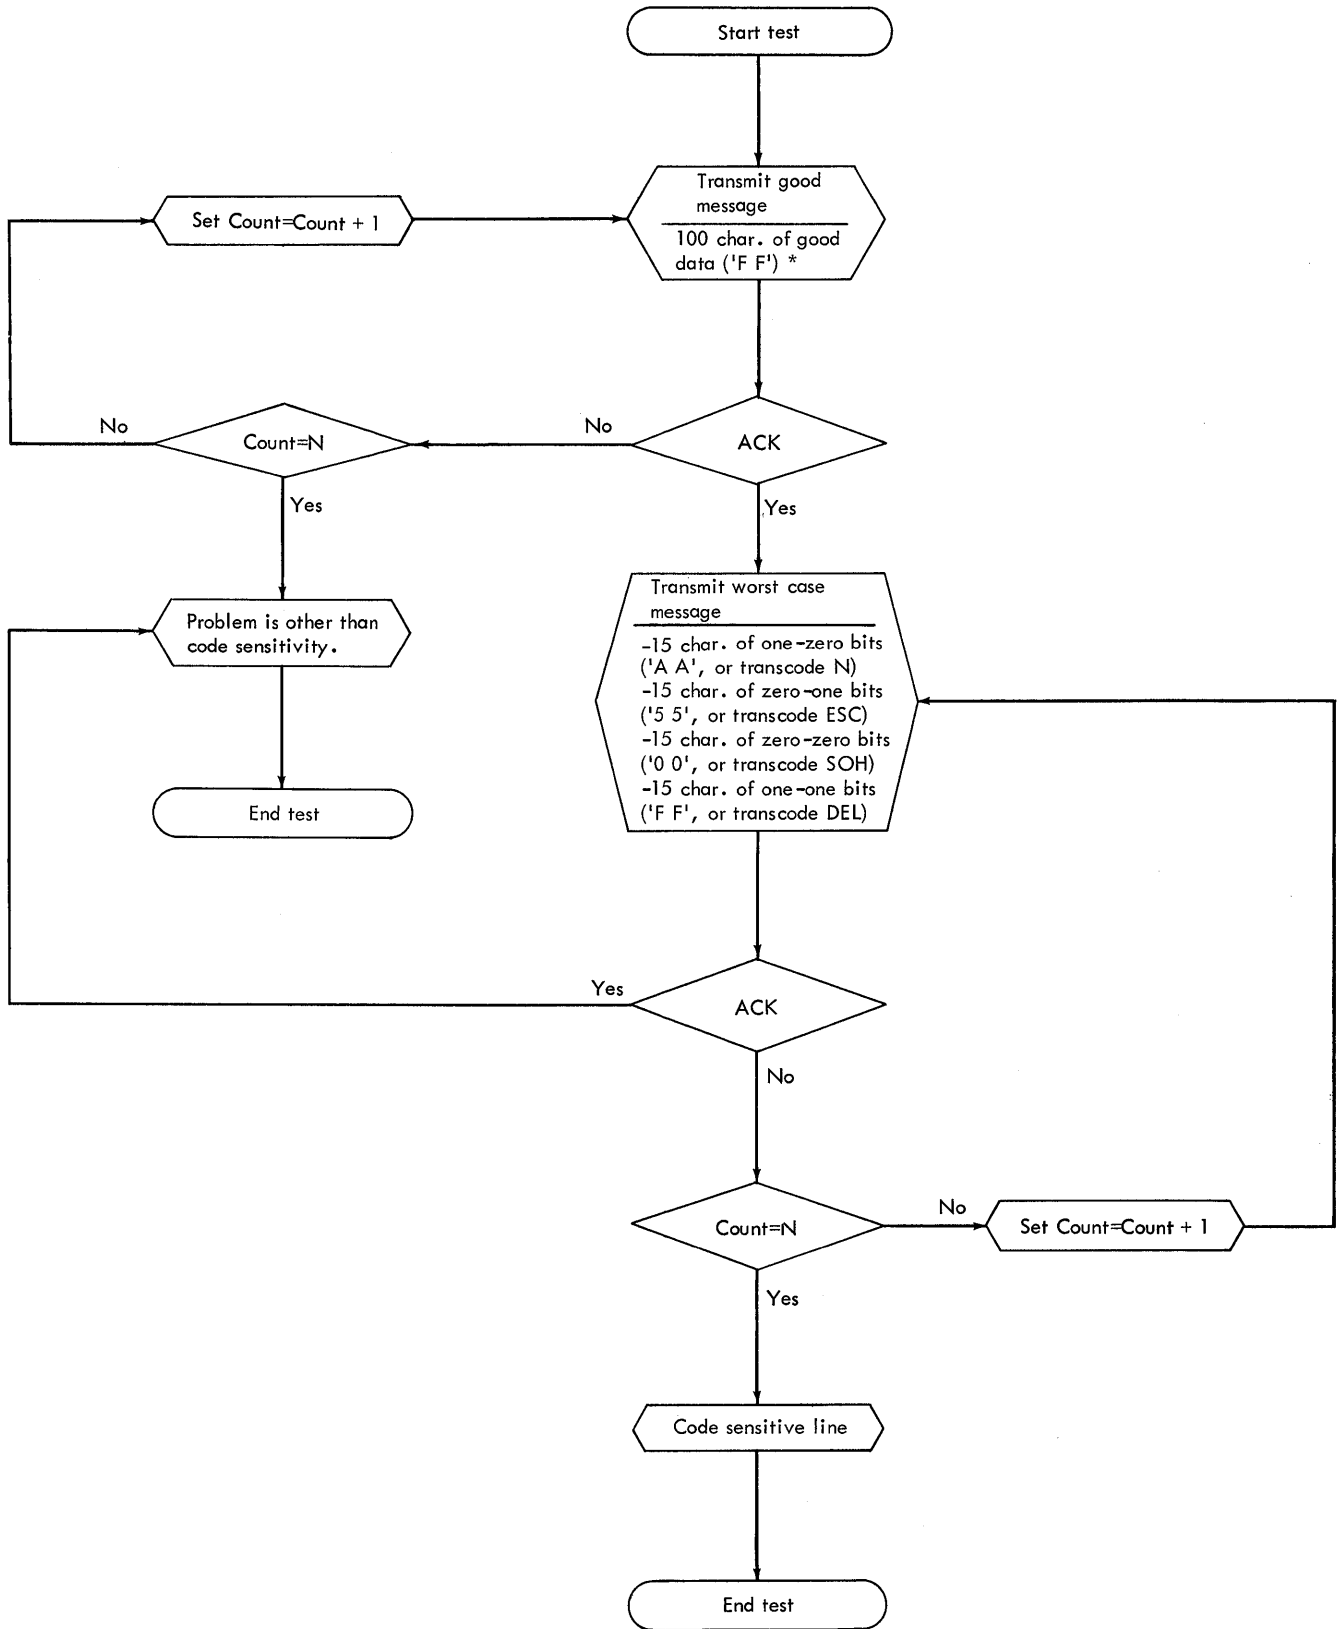 Start test
Transmit good
message
100 char. of good
data ('F F') *
Set Count=Count + 1
ACK
No
Count=N
No
Yes
Yes
Problem is other than
code sensitivity.
End test
Transmit worst case
message
-15 char. of one-zero bits
('A A', or transcode N)
-15 char. of zero-one bits
('5 5', or transcode ESC)
-15 char. of zero-zero bits
('0 0', or transcode SOH)
-15 char. of one-one bits
('F F', or transcode DEL)
Yes
ACK
No
Count=N
No
Set Count=Count + 1
Yes
Code sensitive line
End test